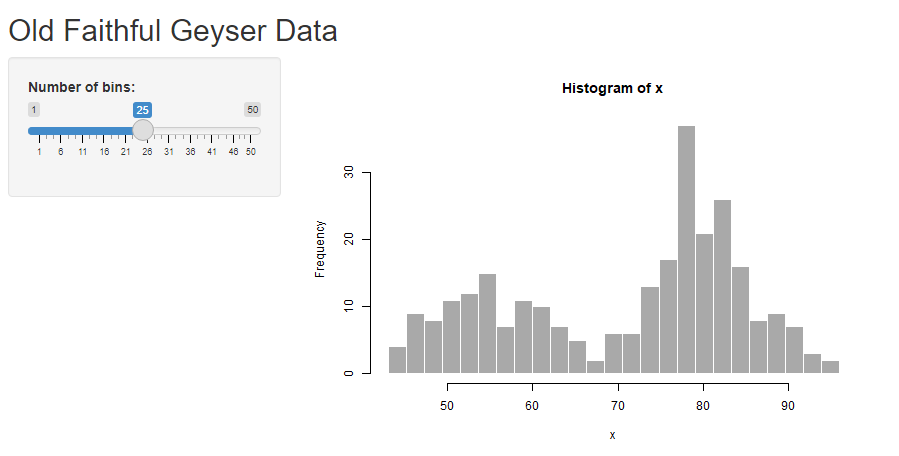 Old Faithful Geyser Data
Number of bins:
1 25 50
1 6 11 16 21 26 31 36 41 46 50
Histogram of x
Frequency
30
20
10
0
50 60 70 80 90
x